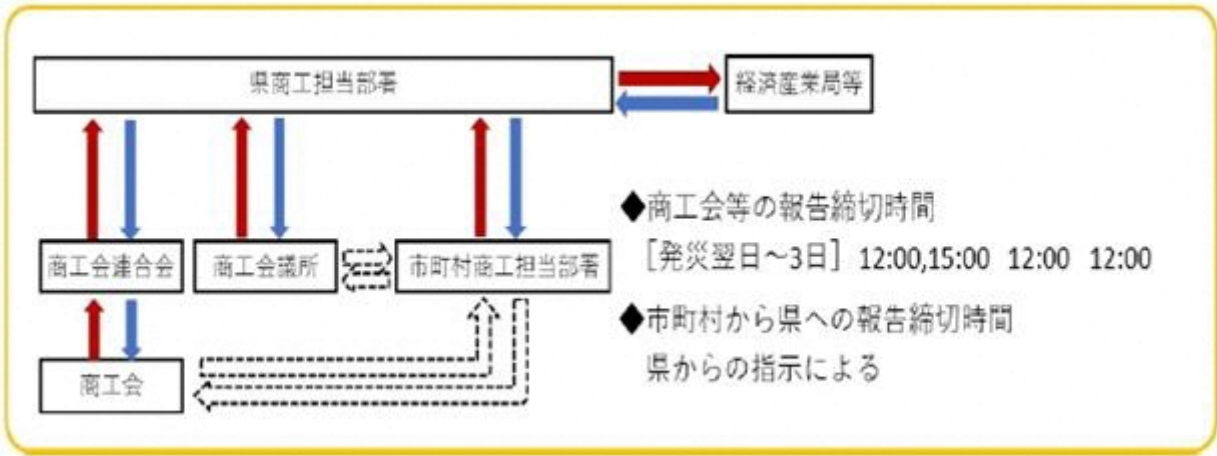 県商工担当部署
経済産業局等
商工会連合会
商工会議所
市町村商工担当部署
商工会
◆商工会等の報告締切時間
[発災翌日～3日] 12:00,15:00 12:00 12:00
◆市町村から県への報告締切時間
県からの指示による